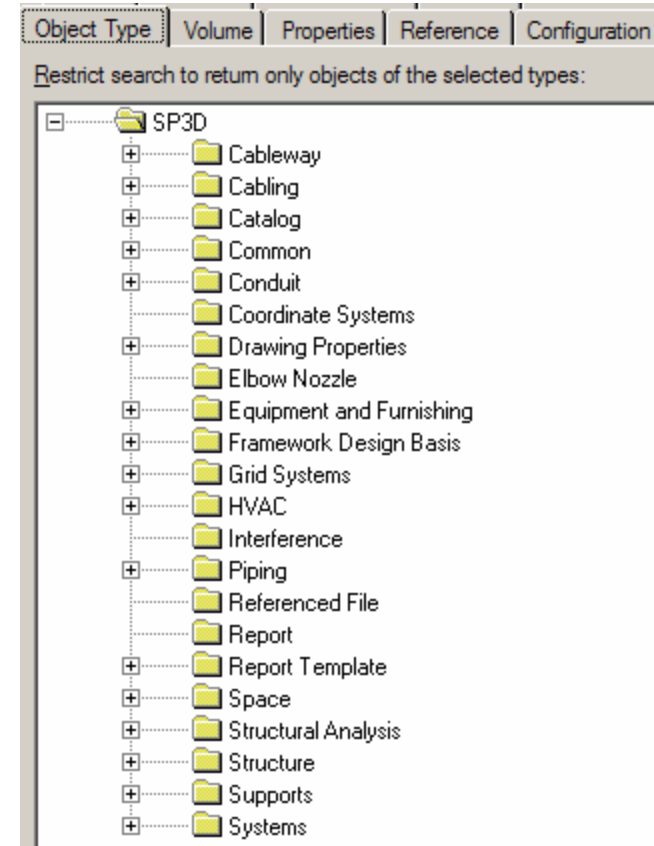 Object Type Volume Properties Reference Configuration
Restrict search to return only objects of the selected types:
SP3D
Cableway
Cabling
Catalog
Common
Conduit
Coordinate Systems
Drawing Properties
Elbow Nozzle
Equipment and Furnishing
Framework Design Basis
Grid Systems
HVAC
Interference
Piping
Referenced File
Report
Report Template
Space
Structural Analysis
Structure
Supports
Systems